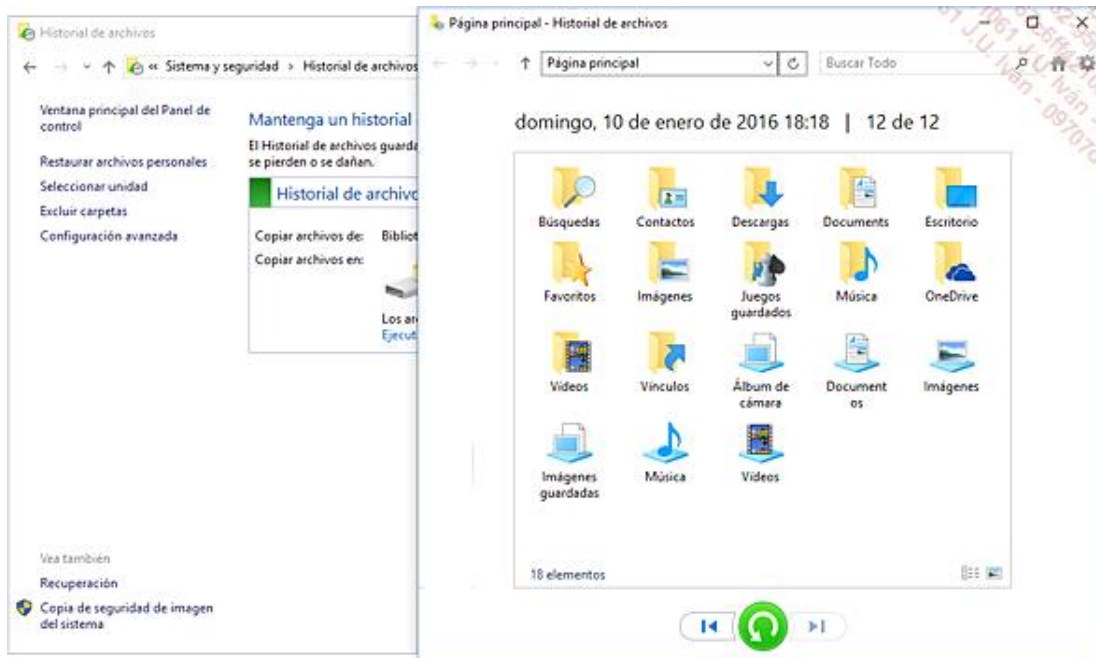 Historial de archivos
« Sistema y seguridad > Historial de archivos
Ventana principal del Panel de
control
Restaurar archivos personales
Seleccionar unidad
Excluir carpetas
Configuración avanzada
Mantenga un historial
El Historial de archivos guarda
se pierden o se dañan.
Historial de archivo
Copiar archivos de: Bibliot
Copiar archivos en:
Los ar
Ejecut
Vea también
Recuperación
Copia de seguridad de imagen
del sistema
Página principal - Historial de archivos
Página principal
Buscar Todo
domingo, 10 de enero de 2016 18:18 | 12 de 12
Búsquedas Contactos Descargas Documents Escritorio
Favoritos Imágenes Juegos guardados Música OneDrive
Vídeos Vínculos Álbum de cámara Document os Imágenes
Imágenes guardadas Música Vídeos
18 elementos
J.U. Iván - 09707